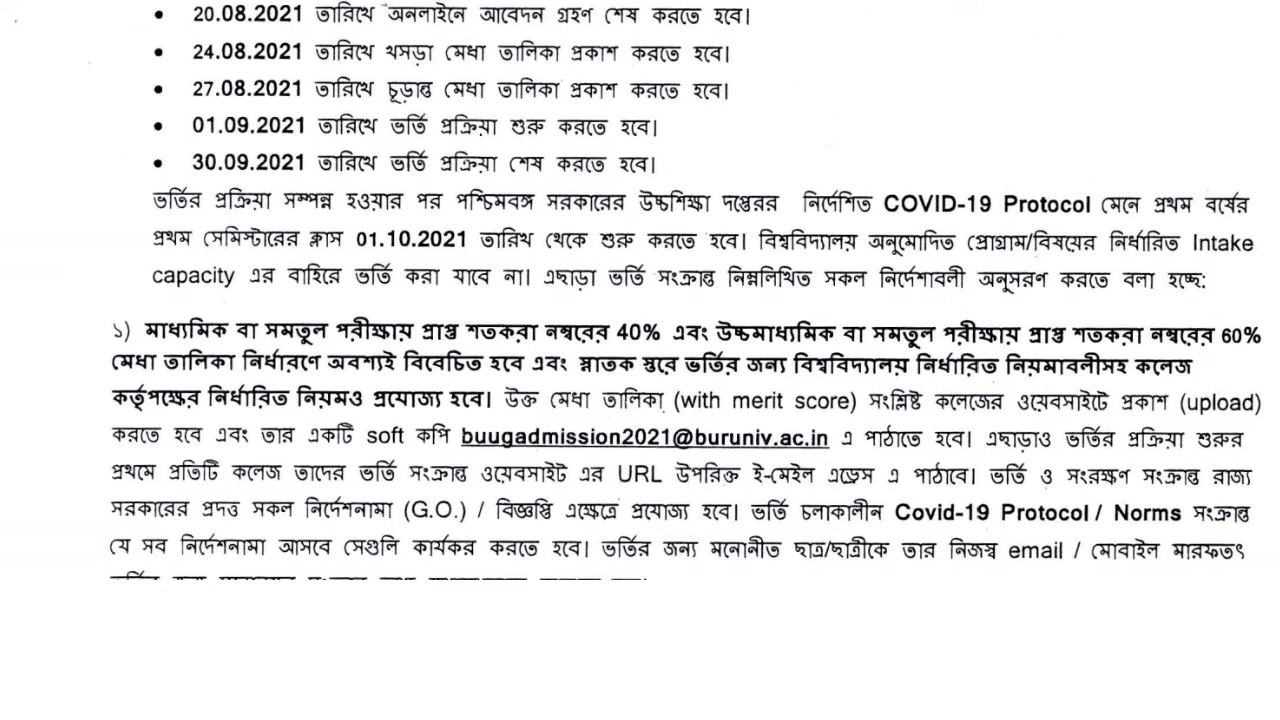 • 20.08.2021 তারিখে অনলাইনে আবেদন গ্রহণ শেষ করতে হবে।
• 24.08.2021 তারিখে খসড়া মেধা তালিকা প্রকাশ করতে হবে।
• 27.08.2021 তারিখে চূড়ান্ত মেধা তালিকা প্রকাশ করতে হবে।
• 01.09.2021 তারিখে ভর্তি প্রক্রিয়া শুরু করতে হবে।
• 30.09.2021 তারিখে ভর্তি প্রক্রিয়া শেষ করতে হবে।
ভর্তির প্রক্রিয়া সম্পন্ন হওয়ার পর পশ্চিমবঙ্গ সরকারের উচ্চশিক্ষা দপ্তরের নির্দেশিত COVID-19 Protocol মেনে প্রথম বর্ষের
প্রথম সেমিস্টারের ক্লাস 01.10.2021 তারিখ থেকে শুরু করতে হবে। বিশ্ববিদ্যালয় অনুমোদিত প্রোগ্রাম/বিষয়ের নির্ধারিত Intake
capacity এর বাহিরে ভর্তি করা যাবে না। এছাড়া ভর্তি সংক্রান্ত নিম্নলিখিত সকল নির্দেশাবলী অনুসরণ করতে বলা হচ্ছে:
১) মাধ্যমিক বা সমতুল পরীক্ষায় প্রাপ্ত শতকরা নম্বরের 40% এবং উচ্চমাধ্যমিক বা সমতুল পরীক্ষায় প্রাপ্ত শতকরা নম্বরের 60%
মেধা তালিকা নির্ধারণে অবশ্যই বিবেচিত হবে এবং স্নাতক স্তরে ভর্তির জন্য বিশ্ববিদ্যালয় নির্ধারিত নিয়মাবলীসহ কলেজ
কর্তৃপক্ষের নির্ধারিত নিয়মও প্রযোজ্য হবে। উক্ত মেধা তালিকা (with merit score) সংশ্লিষ্ট কলেজের ওয়েবসাইটে প্রকাশ (upload)
করতে হবে এবং তার একটি soft কপি buugadmission2021@buruniv.ac.in এ পাঠাতে হবে। এছাড়াও ভর্তির প্রক্রিয়া শুরুর
প্রথমে প্রতিটি কলেজ তাদের ভর্তি সংক্রান্ত ওয়েবসাইট এর URL উপরিক্ত ই-মেইল এড্রেস এ পাঠাবে। ভর্তি ও সংরক্ষণ সংক্রান্ত রাজ্য
সরকারের প্রদত্ত সকল নির্দেশনামা (G.O.) / বিজ্ঞপ্তি এক্ষেত্রে প্রযোজ্য হবে। ভর্তি চলাকালীন Covid-19 Protocol / Norms সংক্রান্ত
যে সব নির্দেশনামা আসবে সেগুলি কার্যকর করতে হবে। ভর্তির জন্য মনোনীত ছাত্র/ছাত্রীকে তার নিজস্ব email / মোবাইল মারফতৎ